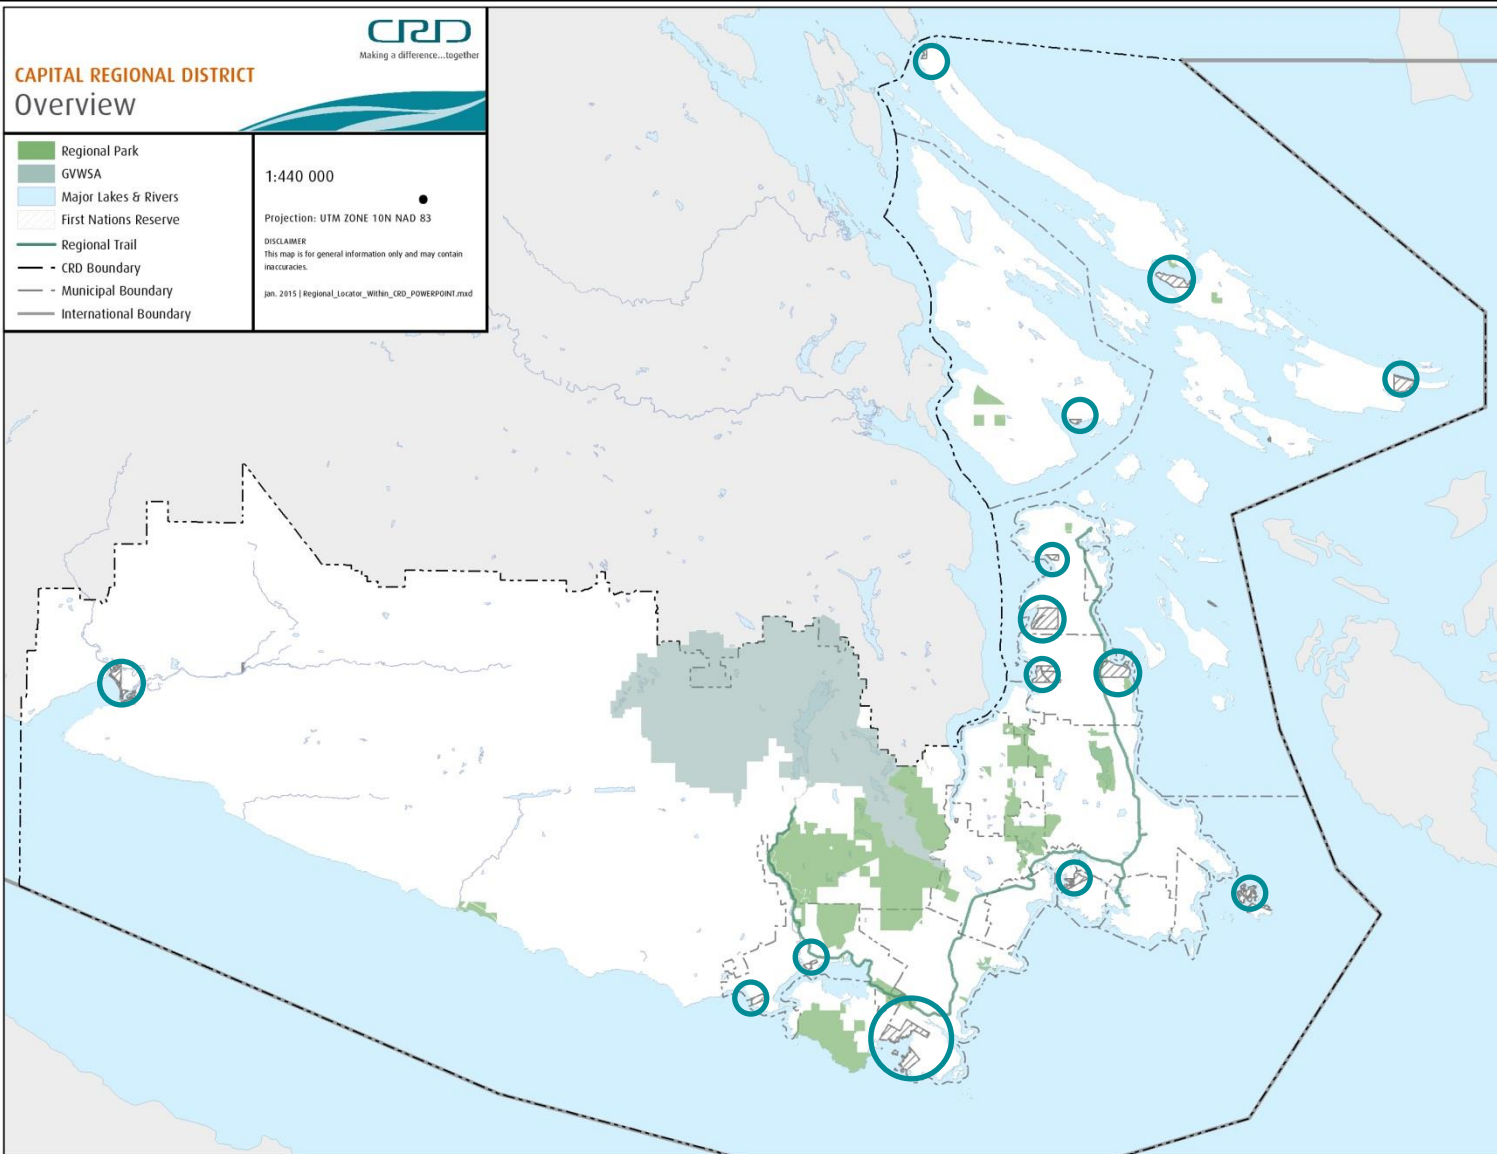 CRD
Making a difference...together
CAPITAL REGIONAL DISTRICT
Overview
Regional Park
GVWSA
Major Lakes & Rivers
First Nations Reserve
Regional Trail
CRD Boundary
Municipal Boundary
International Boundary
1:440 000
Projection: UTM ZONE 10N NAD 83
DISCLAIMER
This map is for general information only and may contain
inaccuracies.
Jan. 2015 | Regional_Locator_Within_CRD_POWERPOINT.mxd